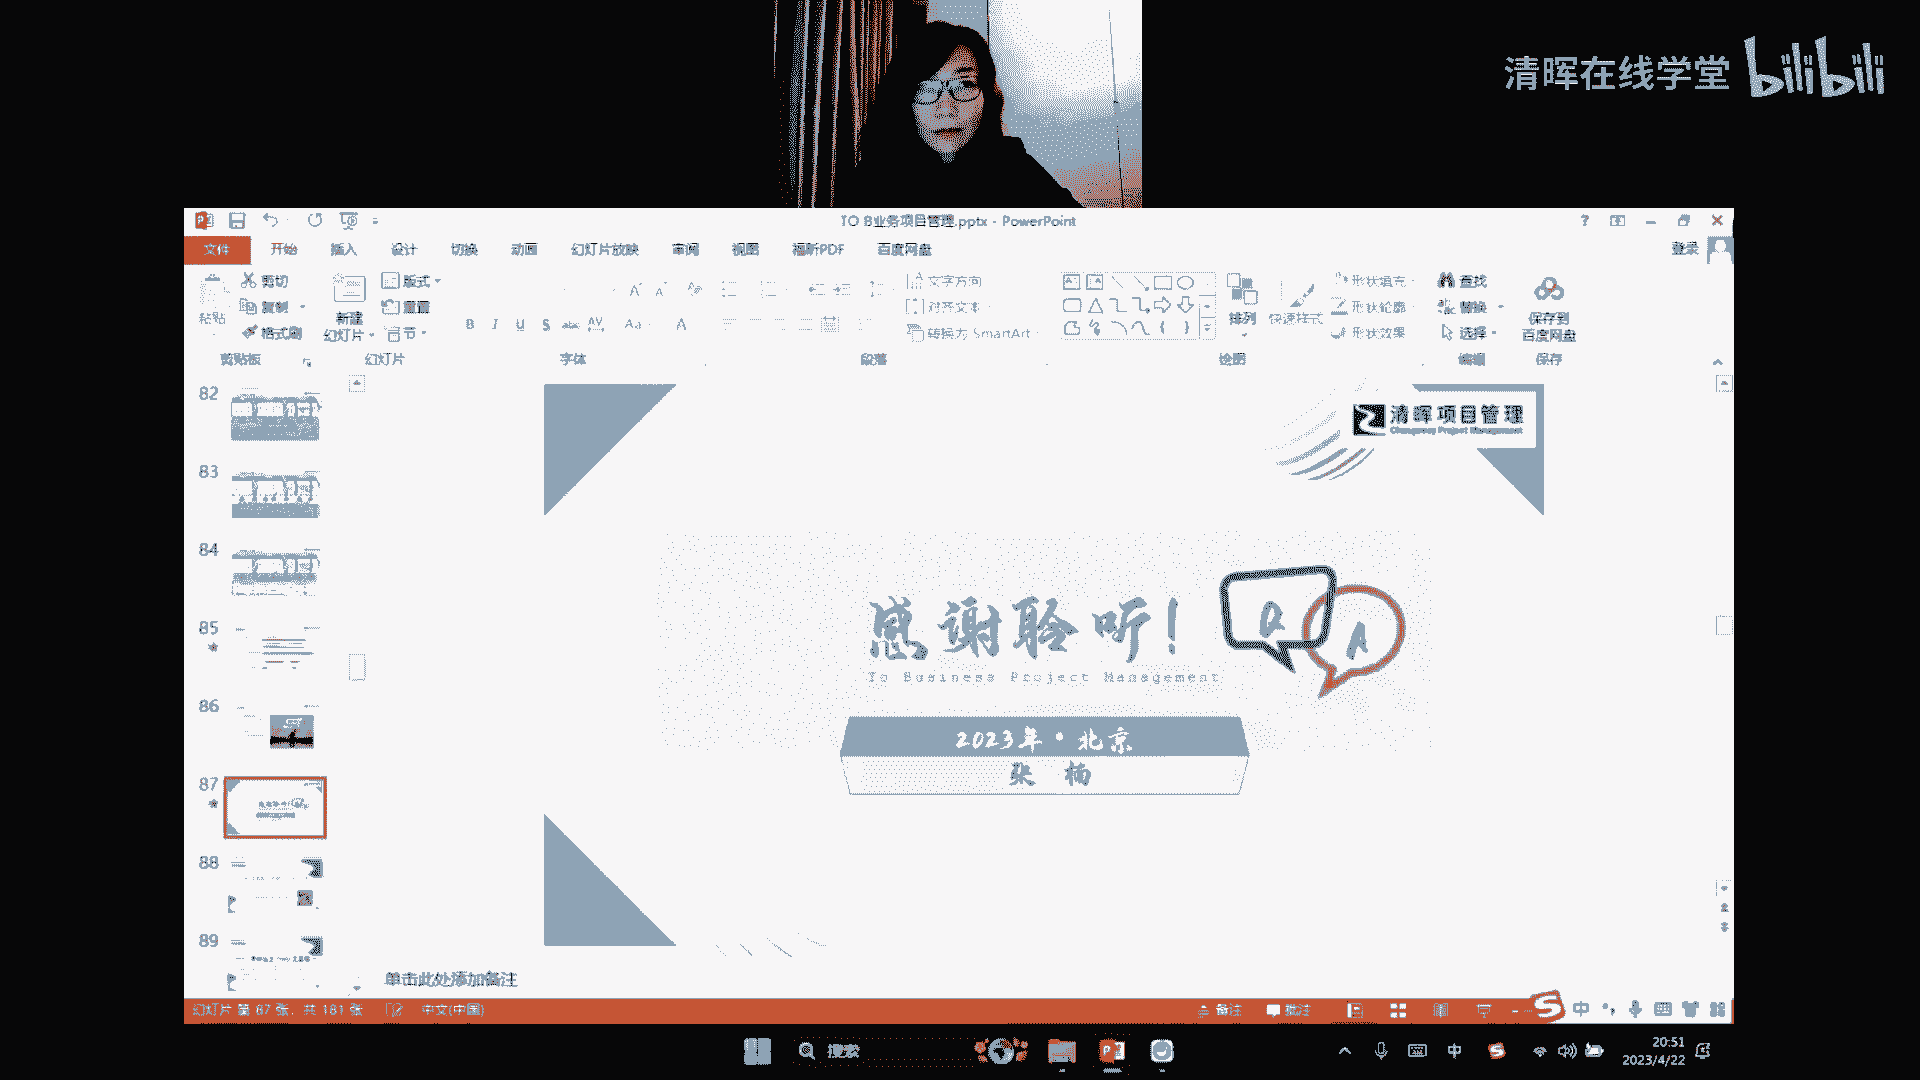 清晖在线学堂 bilibili
TO B业务项目管理.pptx - PowerPoint
文件 开始 插入 设计 切换 动画 幻灯片放映 审阅 视图 福昕PDF 百度网盘 登录
剪切 版式 文字方向 形状填充 查找
粘贴 复制 新建 重置 对齐文本 排列 快速样式 形状轮廓 替换 保存到
格式刷 幻灯片 节 转换为 SmartArt 形状效果 选择 百度网盘
剪贴板 幻灯片 字体 段落 绘图 编辑 保存
82
83
84
85
86
87
88
89
清晖项目管理
Changeway Project Management
感谢聆听!
Q A
To Business Project Management
2023年·北京
张 楠
单击此处添加备注
幻灯片 第 87 张，共 181 张 中文(中国) 备注 批注 中
搜索 中 20:51
2023/4/22